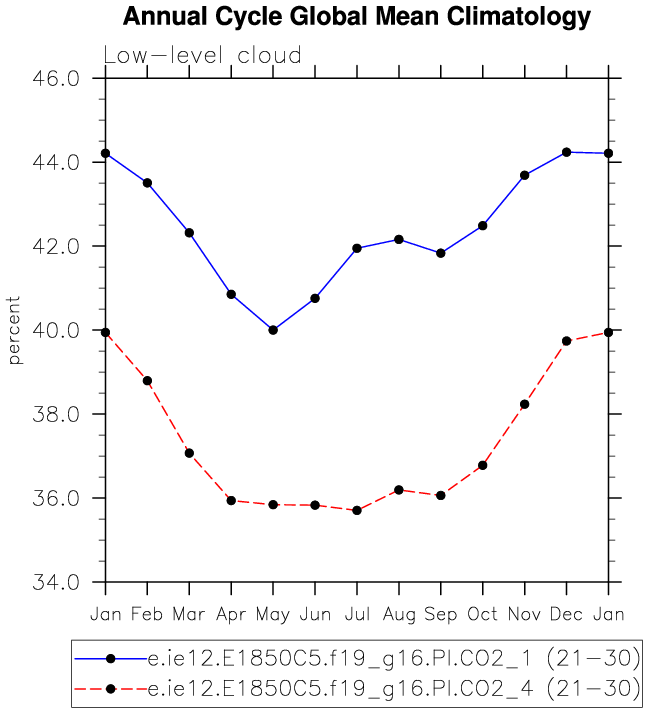 Annual Cycle Global Mean Climatology
Low-level cloud
46.0
44.0
42.0
40.0
38.0
36.0
34.0
percent
Jan Feb Mar Apr May Jun Jul Aug Sep Oct Nov Dec Jan
e.ie12.E1850C5.f19_g16.PI.CO2_1 (21-30)
e.ie12.E1850C5.f19_g16.PI.CO2_4 (21-30)